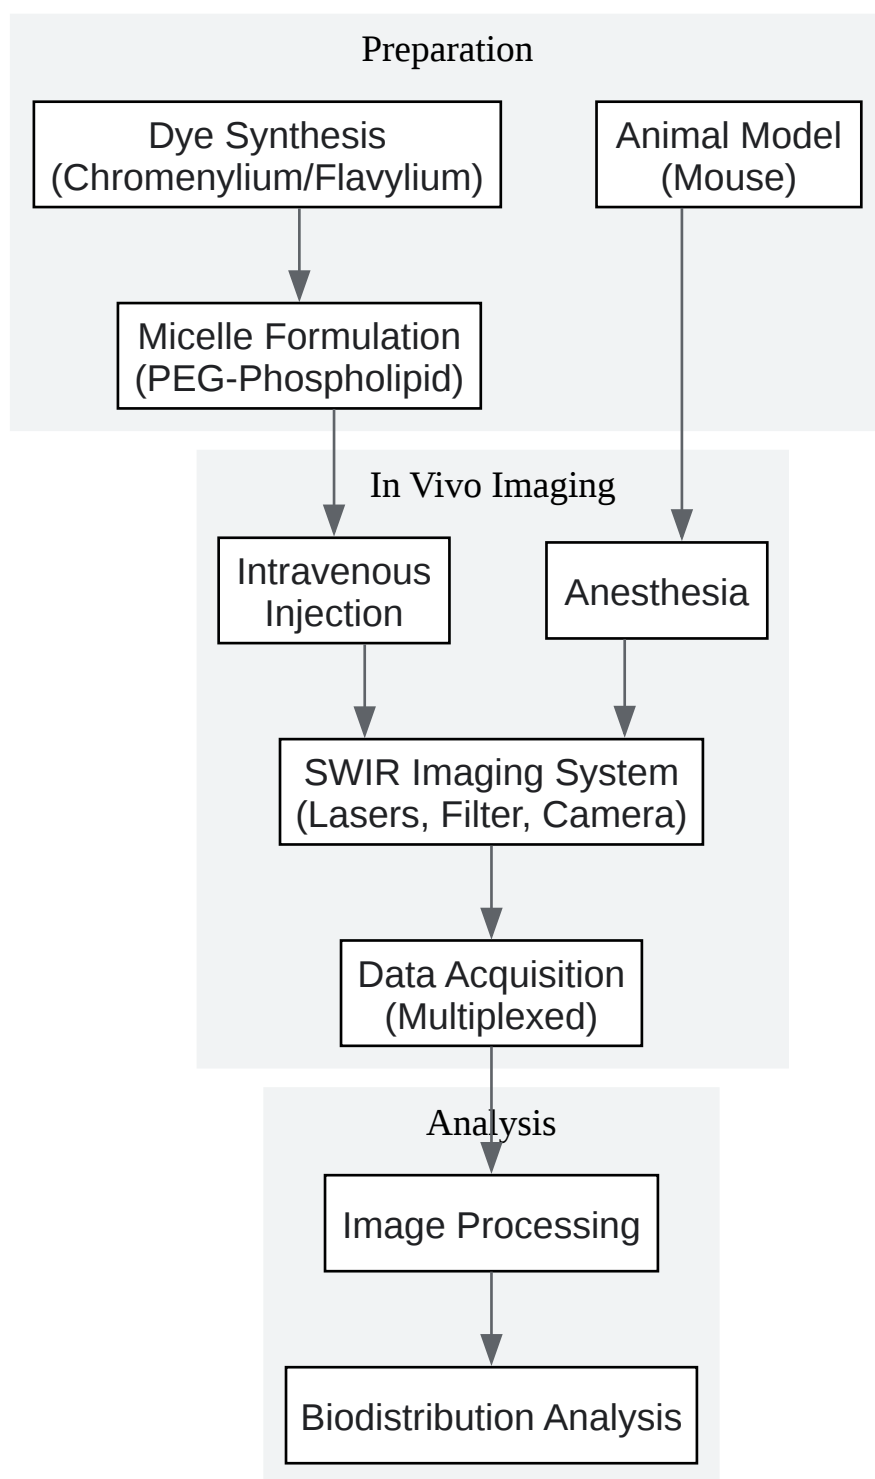 Preparation
Dye Synthesis
(Chromenylium/Flavylium)
Animal Model
(Mouse)
Micelle Formulation
(PEG-Phospholipid)
In Vivo Imaging
Intravenous
Injection
Anesthesia
SWIR Imaging System
(Lasers, Filter, Camera)
Data Acquisition
(Multiplexed)
Analysis
Image Processing
Biodistribution Analysis